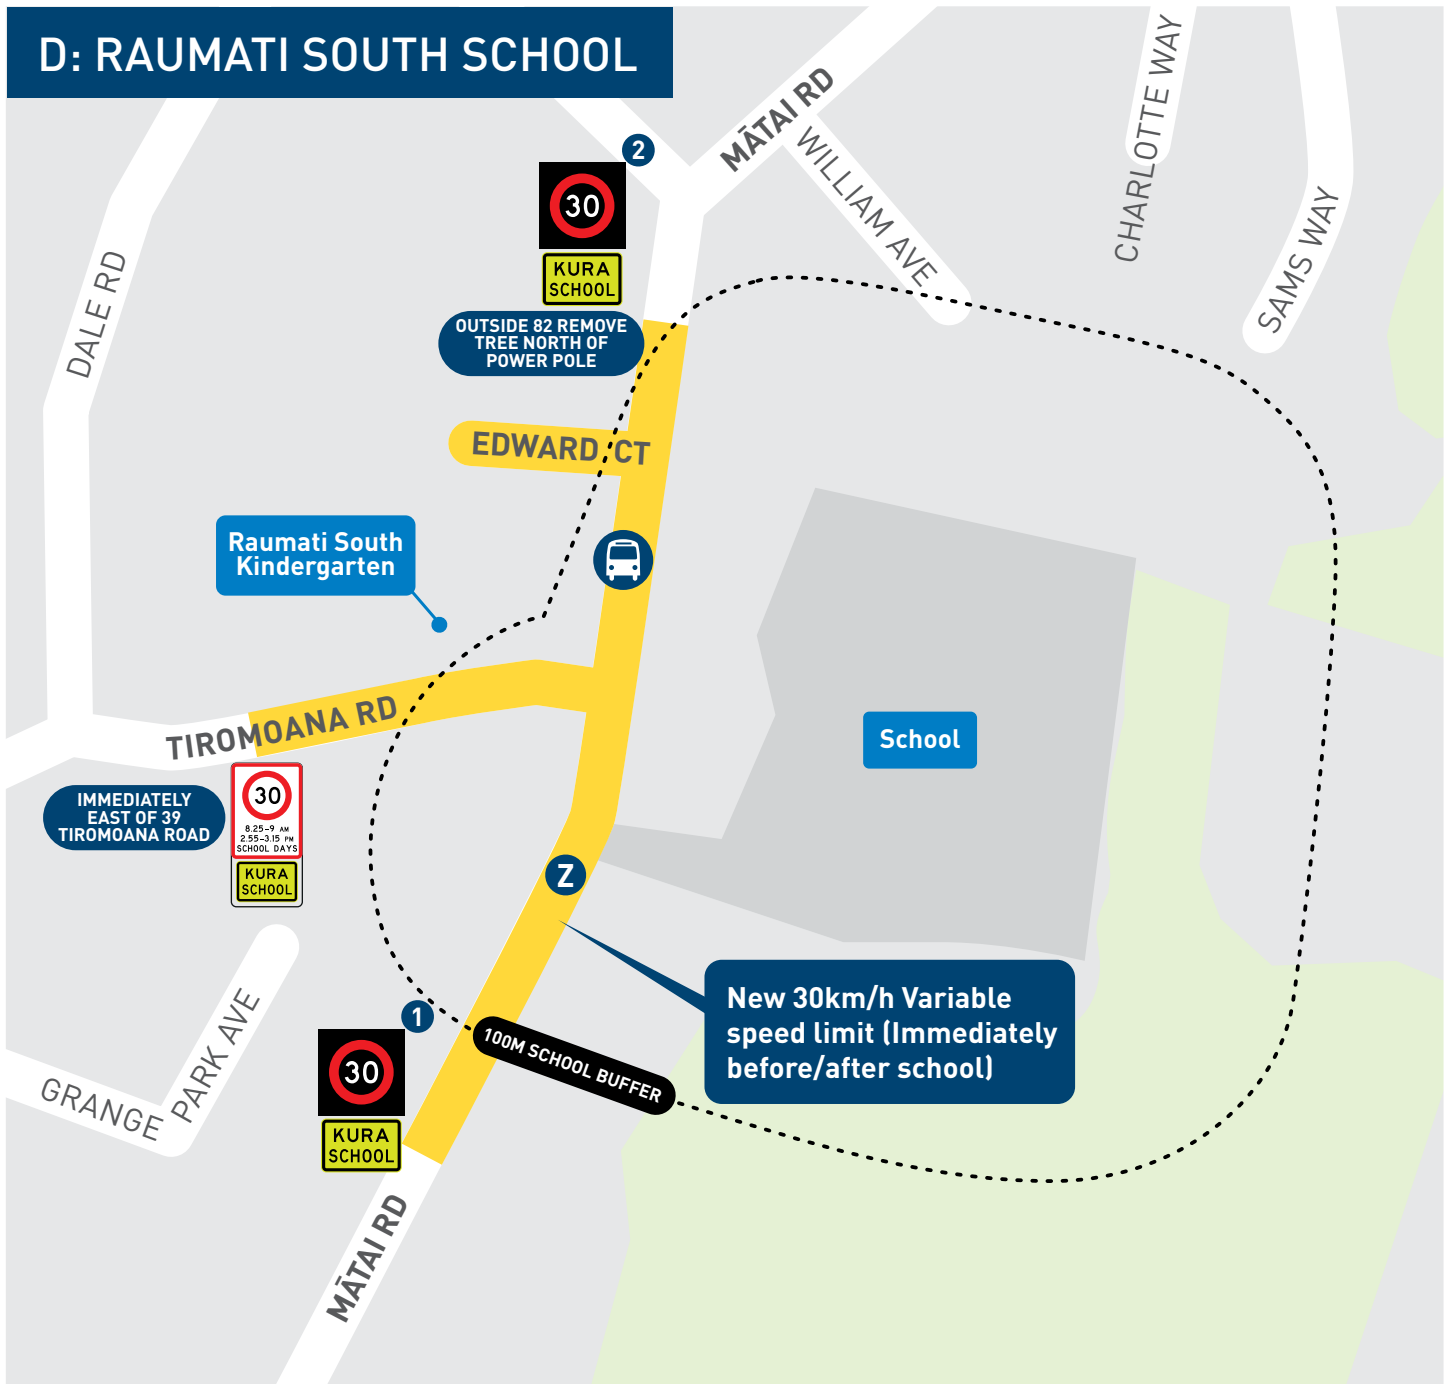 D: RAUMATI SOUTH SCHOOL
MĀTAI RD
CHARLOTTE WAY
WILLIAM AVE
SAMS WAY
DALE RD
2
30
KURA
SCHOOL
OUTSIDE 82 REMOVE
TREE NORTH OF
POWER POLE
EDWARD CT
Raumati South
Kindergarten
TIROMOANA RD
School
IMMEDIATELY
EAST OF 39
TIROMOANA ROAD
30
8.25–9 AM
2.55–3.15 PM
SCHOOL DAYS
KURA
SCHOOL
Z
New 30km/h Variable
speed limit (Immediately
before/after school)
1
30
KURA
SCHOOL
100M SCHOOL BUFFER
GRANGE PARK AVE
MĀTAI RD